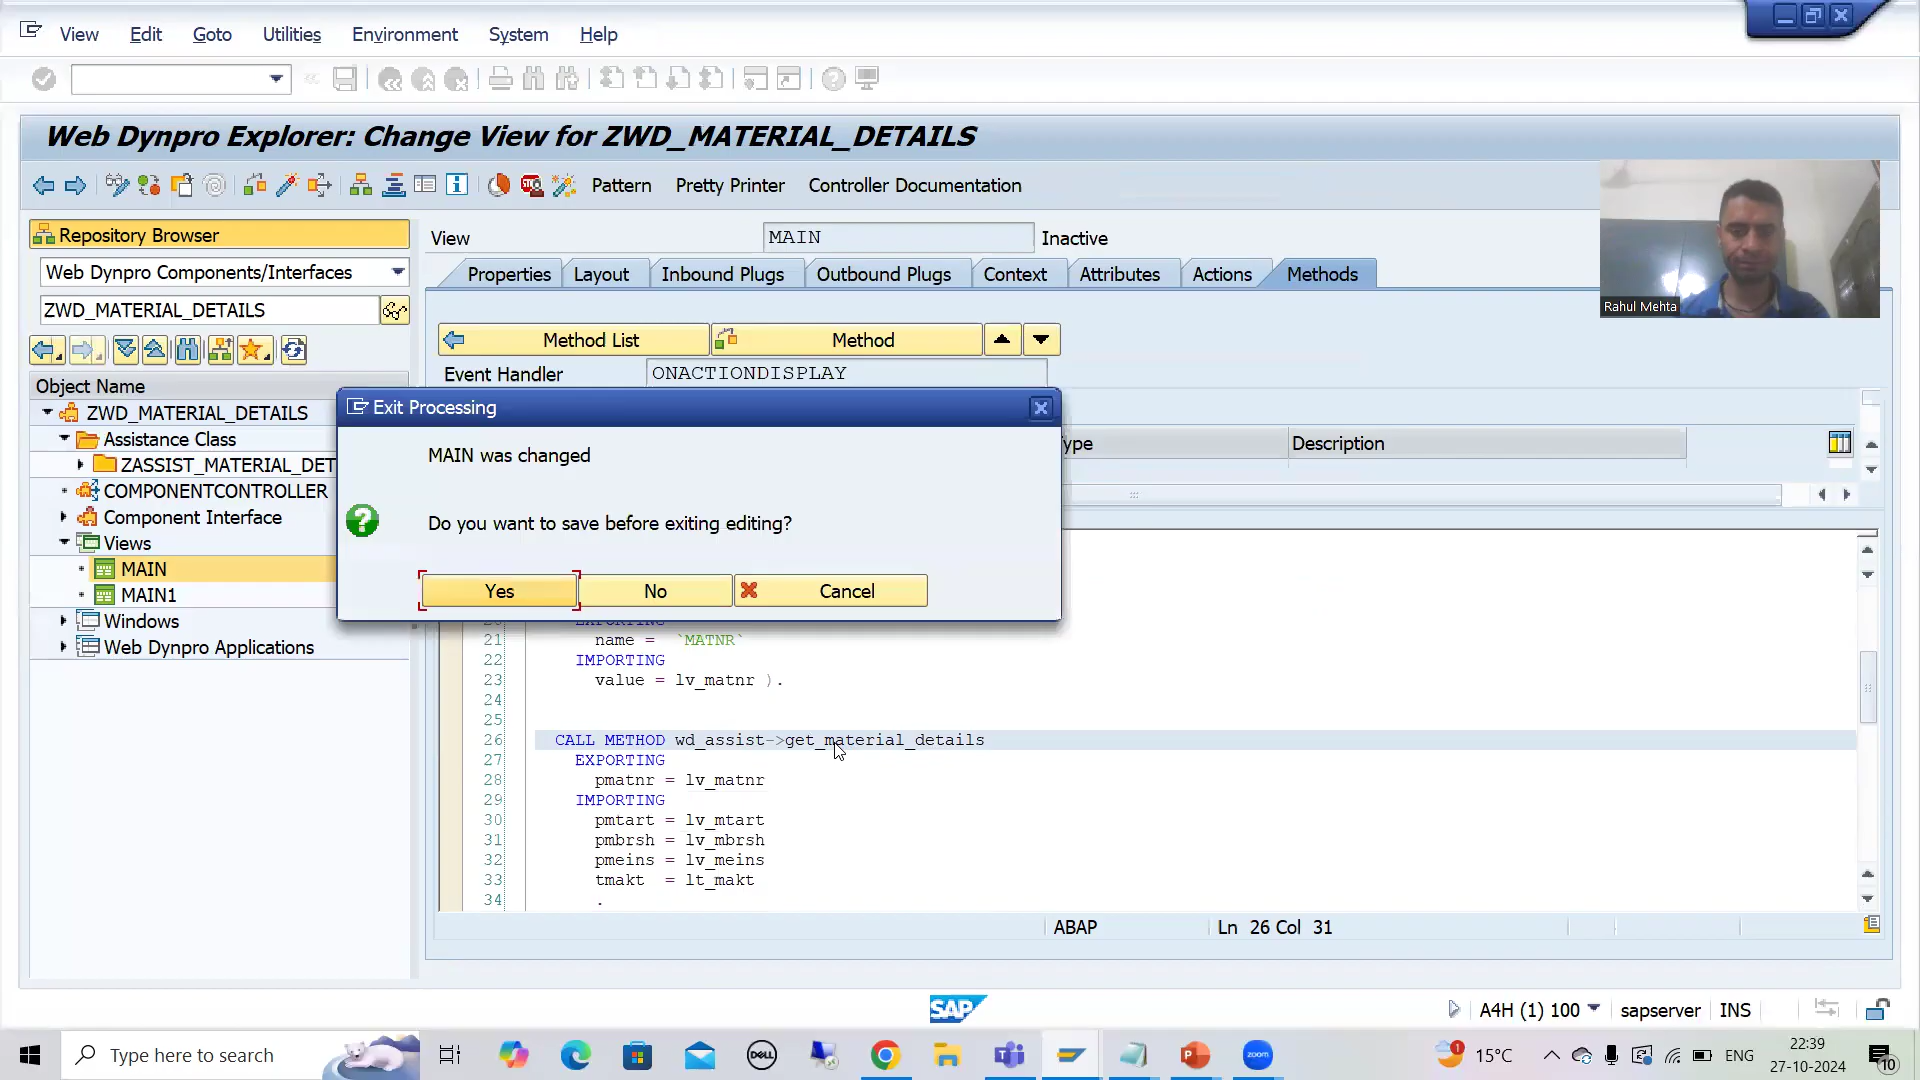 View Edit Goto Utilities Environment System Help
Web Dynpro Explorer: Change View for ZWD_MATERIAL_DETAILS
Pattern Pretty Printer Controller Documentation
Repository Browser
Web Dynpro Components/Interfaces
ZWD_MATERIAL_DETAILS
Object Name
ZWD_MATERIAL_DETAILS
Assistance Class
ZASSIST_MATERIAL_DET
COMPONENTCONTROLLER
Component Interface
Views
MAIN
MAIN1
Windows
Web Dynpro Applications
View MAIN Inactive
Properties Layout Inbound Plugs Outbound Plugs Context Attributes Actions Methods
Method List Method
Event Handler ONACTIONDISPLAY
ype Description
Rahul Mehta
Exit Processing
MAIN was changed
Do you want to save before exiting editing?
Yes No Cancel
21 name = `MATNR`
22 IMPORTING
23 value = lv_matnr ).
24
25
26 CALL METHOD wd_assist->get_material_details
27 EXPORTING
28 pmatnr = lv_matnr
29 IMPORTING
30 pmtart = lv_mtart
31 pmbrsh = lv_mbrsh
32 pmeins = lv_meins
33 tmakt = lt_makt
34 .
ABAP Ln 26 Col 31
SAP A4H (1) 100 sapserver INS
Type here to search
DELL
zoom
1
15°C
ENG
22:39
27-10-2024
10